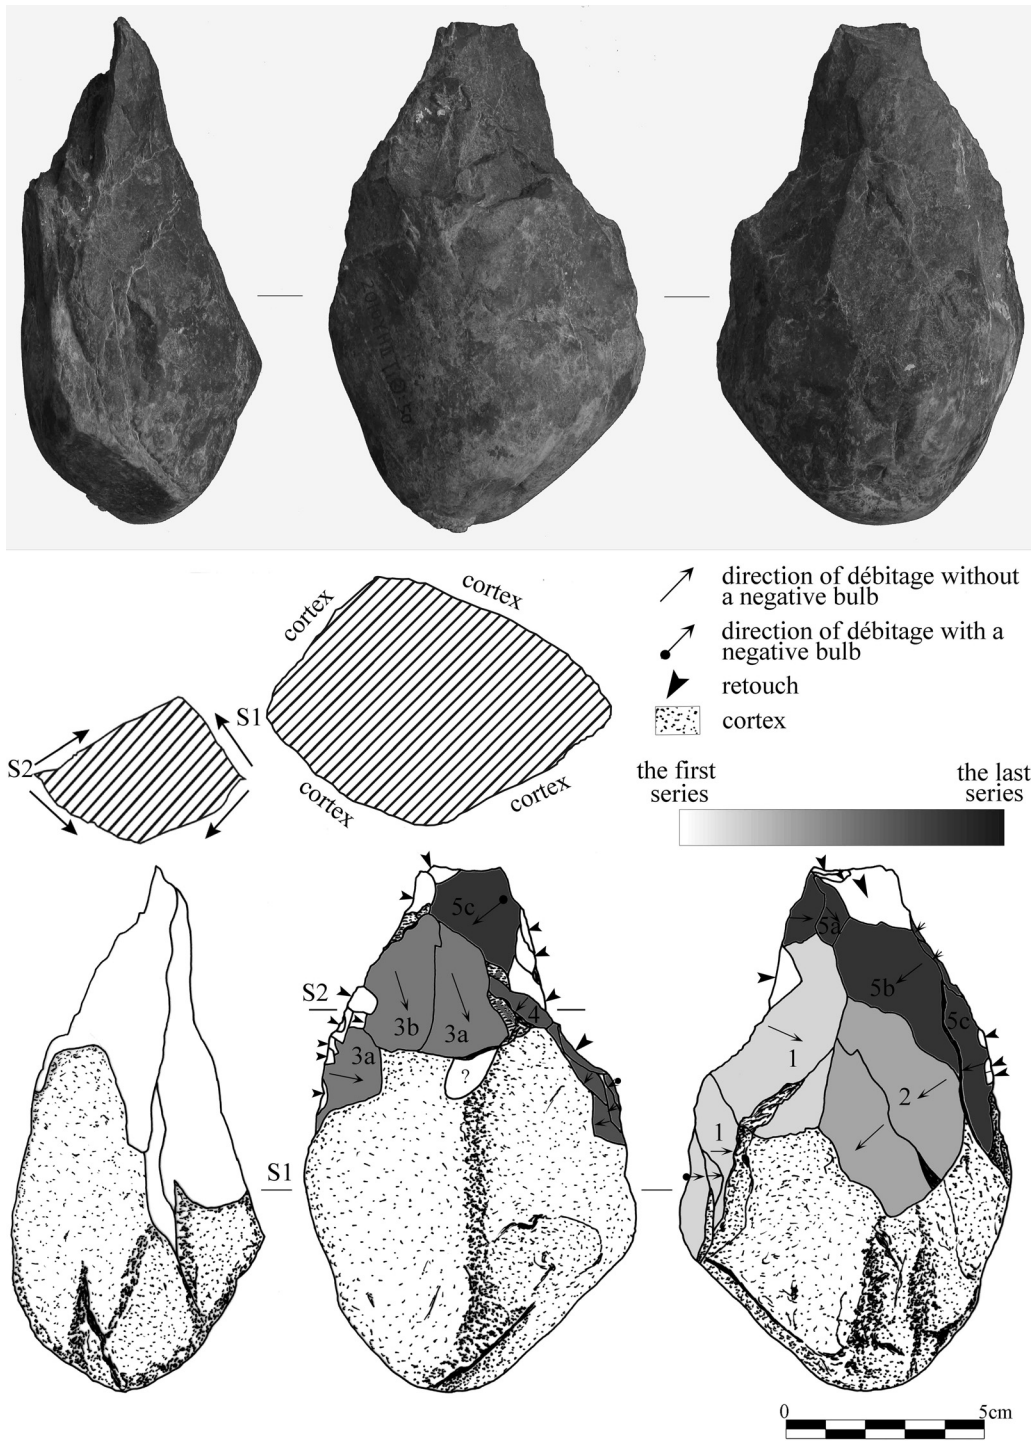 direction of débitage without
a negative bulb
direction of débitage with a
negative bulb
retouch
cortex
the first
series
the last
series
cortex
cortex
S1
cortex
cortex
S2
5c
S2
3b
3a
4
3a
?
S1
5a
5b
5c
1
2
1
0
5cm